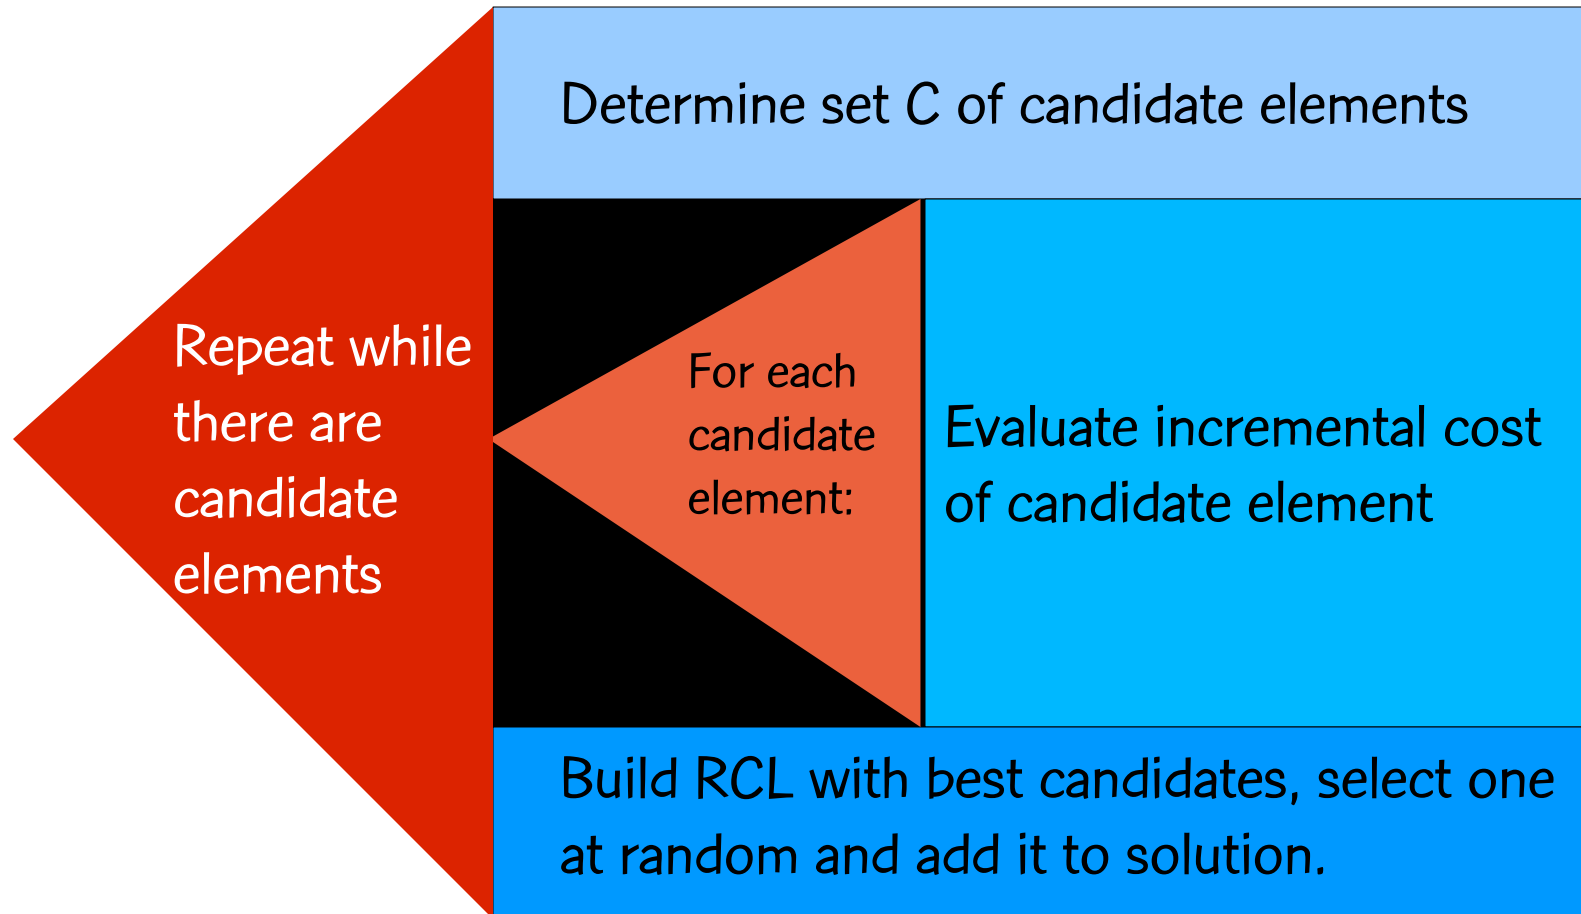 Determine set C of candidate elements
Repeat while
there are
candidate
elements
For each
candidate
element:
Evaluate incremental cost
of candidate element
Build RCL with best candidates, select one
at random and add it to solution.